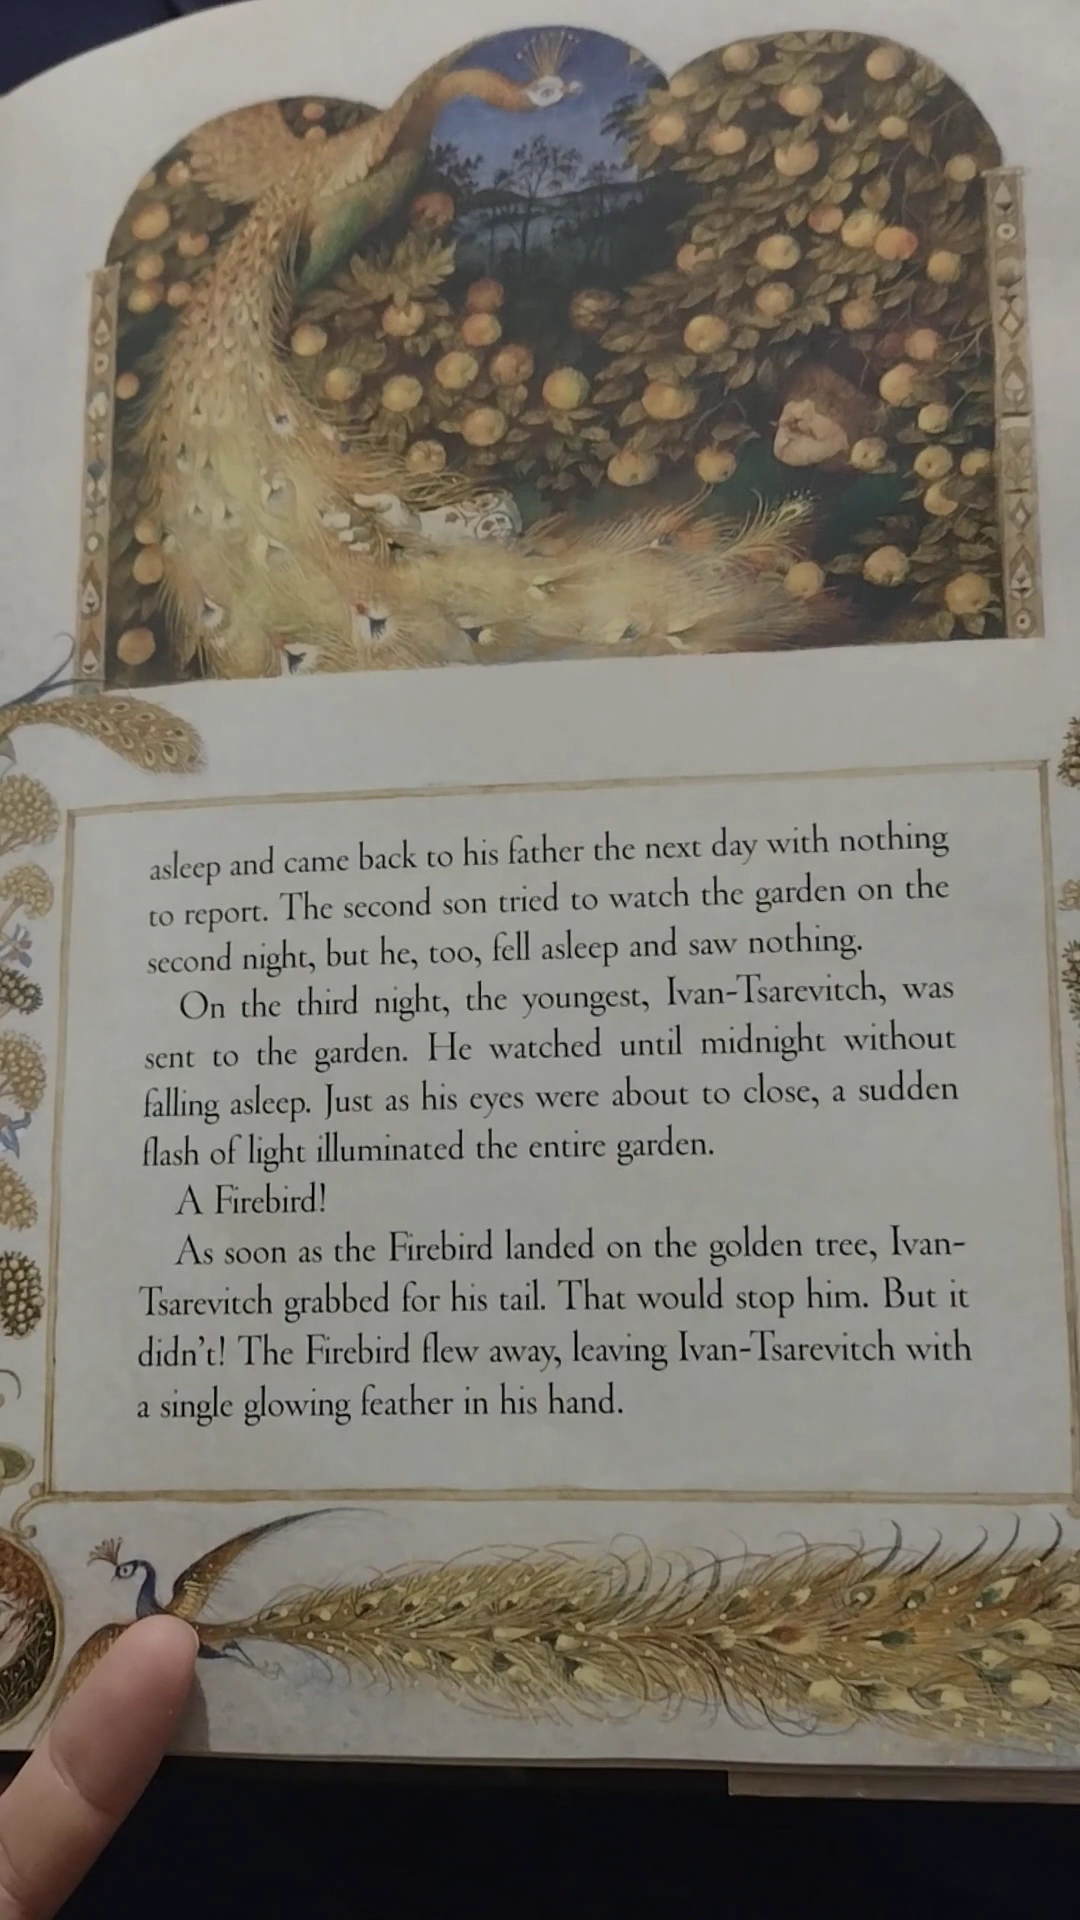 asleep and came back to his father the next day with nothing
to report. The second son tried to watch the garden on the
second night, but he, too, fell asleep and saw nothing.
On the third night, the youngest, Ivan-Tsarevitch, was
sent to the garden. He watched until midnight without
falling asleep. Just as his eyes were about to close, a sudden
flash of light illuminated the entire garden.
A Firebird!
As soon as the Firebird landed on the golden tree, Ivan-
Tsarevitch grabbed for his tail. That would stop him. But it
didn't! The Firebird flew away, leaving Ivan-Tsarevitch with
a single glowing feather in his hand.